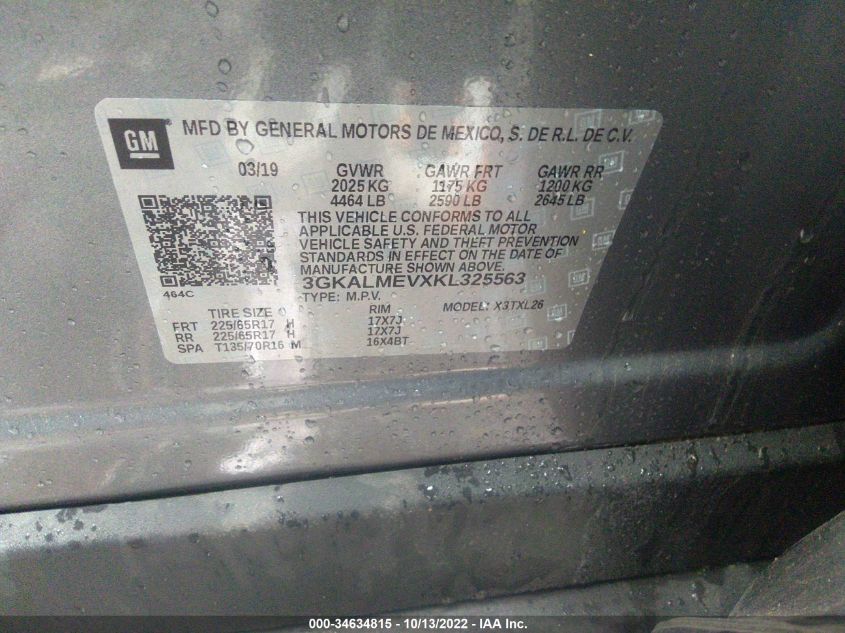 GM MFD BY GENERAL MOTORS DE MEXICO, S. DE R.L. DE C.V.
03/19 GVWR GAWR FRT GAWR RR
2025 KG 1175 KG 1200 KG
4464 LB 2590 LB 2645 LB
THIS VEHICLE CONFORMS TO ALL
APPLICABLE U.S. FEDERAL MOTOR
VEHICLE SAFETY AND THEFT PREVENTION
STANDARDS IN EFFECT ON THE DATE OF
MANUFACTURE SHOWN ABOVE.
464C 3GKALMEVXKL325563
TYPE: M.P.V. MODEL: X3TXL26
TIRE SIZE RIM
FRT 225/65R17 H 17X7J
RR 225/65R17 H 17X7J
SPA T135/70R16 M 16X4BT
000-34634815 - 10/13/2022 - IAA Inc.